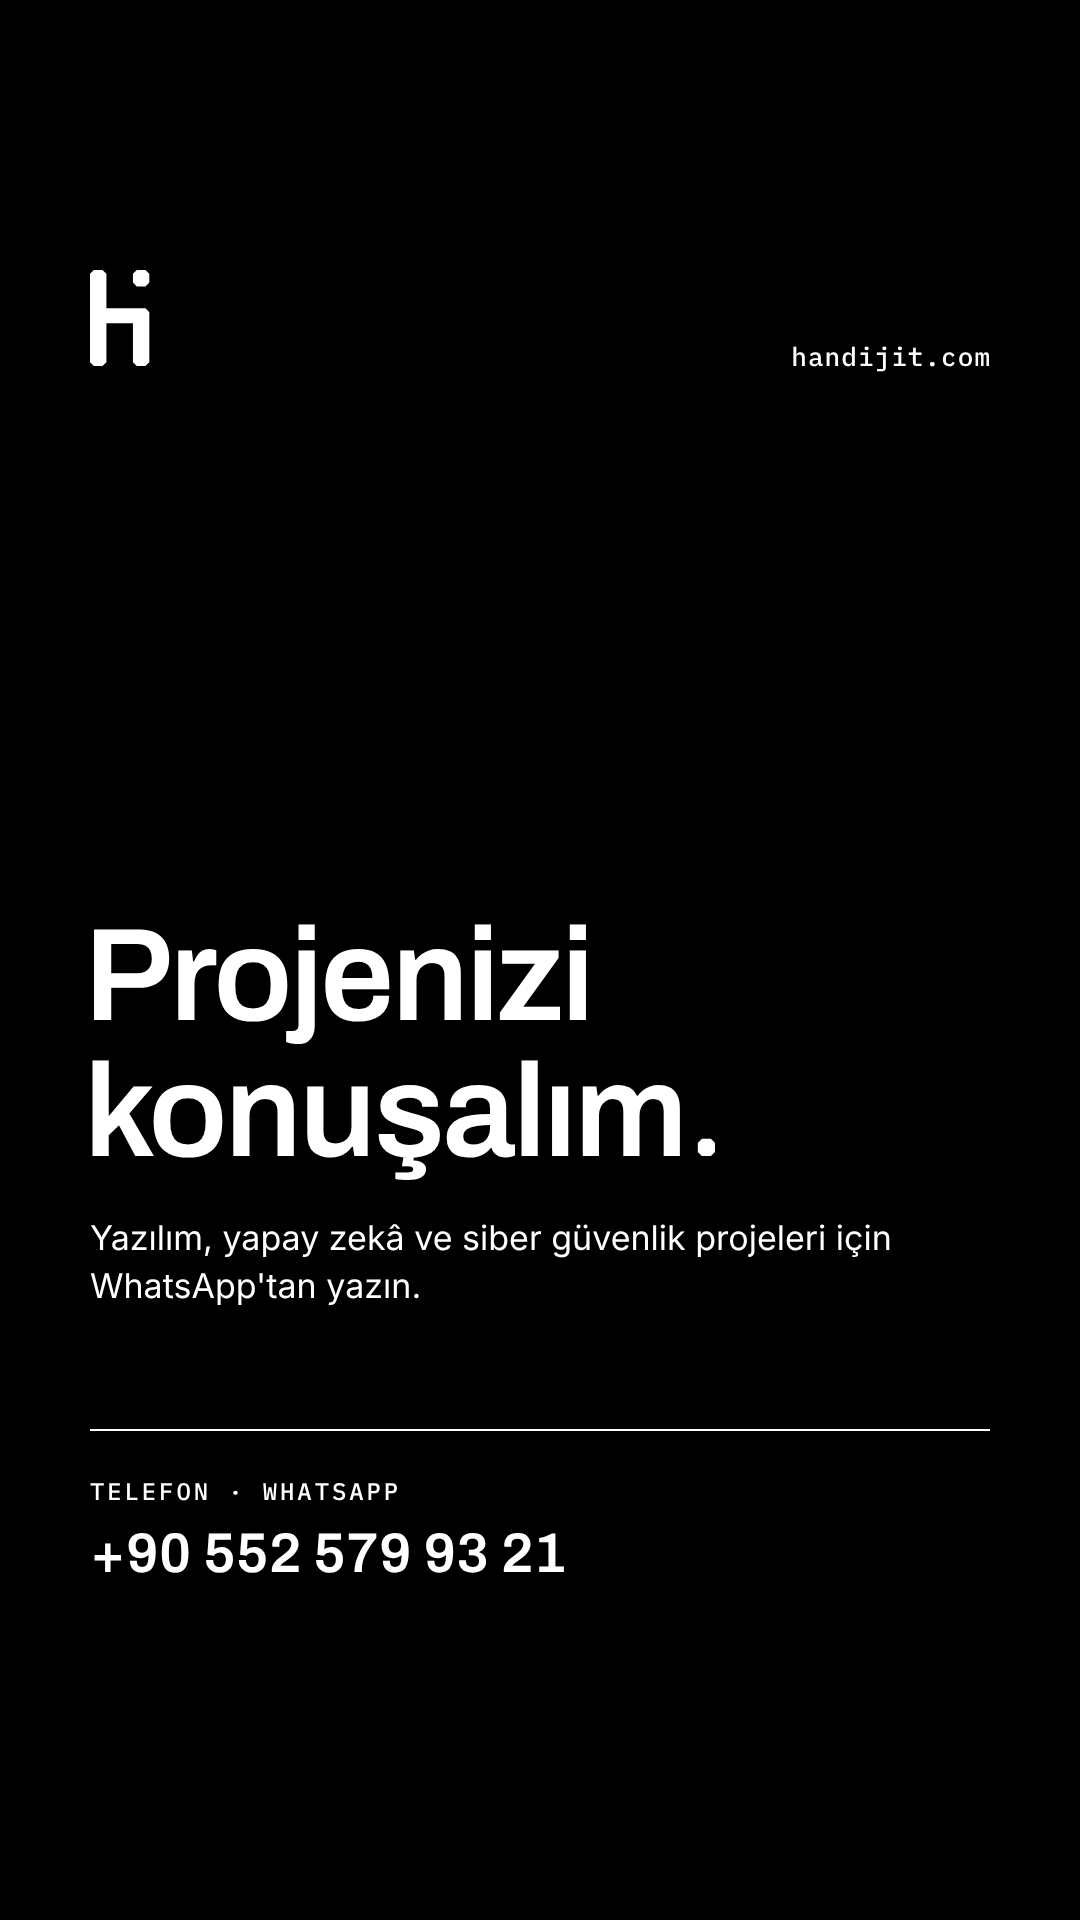 hi
handijit.com
Projenizi
konuşalım.
Yazılım, yapay zekâ ve siber güvenlik projeleri için
WhatsApp'tan yazın.
TELEFON · WHATSAPP
+90 552 579 93 21